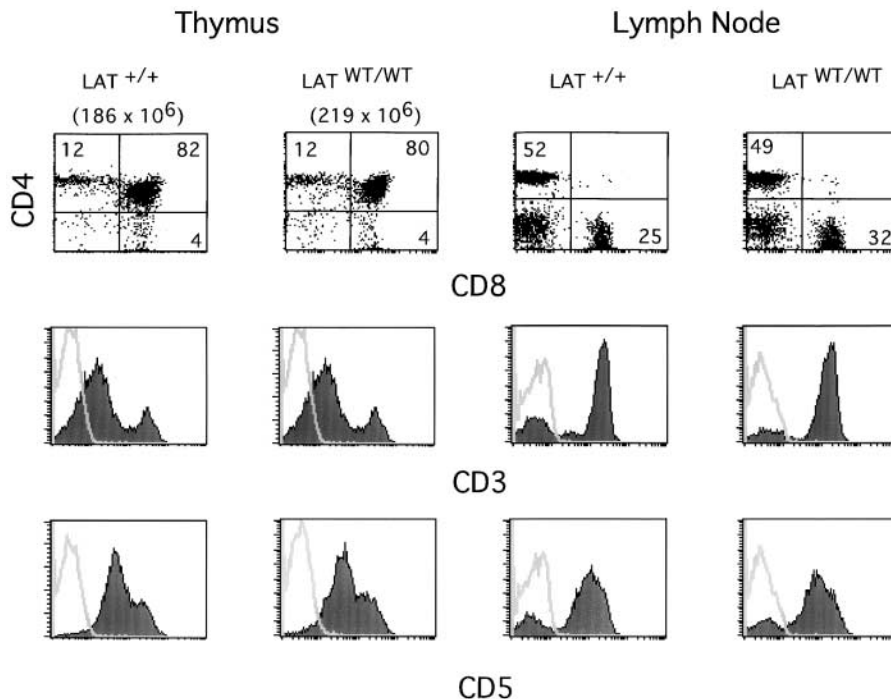 Thymus Lymph Node
LAT +/+ LAT WT/WT LAT +/+ LAT WT/WT
(186 x 10⁶) (219 x 10⁶)
12 82 12 80 52 49
CD4
4 4 25 32
CD8
CD3
CD5